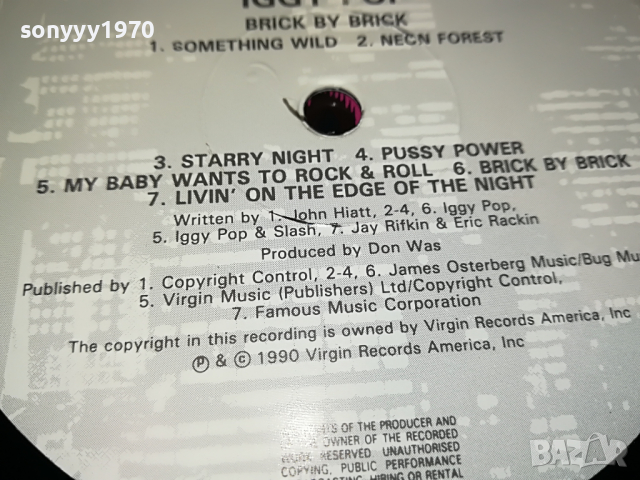 sonyyy1970
IGGY POP
BRICK BY BRICK
1. SOMETHING WILD 2. NEON FOREST
3. STARRY NIGHT 4. PUSSY POWER
5. MY BABY WANTS TO ROCK & ROLL 6. BRICK BY BRICK
7. LIVIN' ON THE EDGE OF THE NIGHT
Written by 1. John Hiatt, 2-4, 6. Iggy Pop,
5. Iggy Pop & Slash, 7. Jay Rifkin & Eric Rackin
Produced by Don Was
Published by 1. Copyright Control, 2-4, 6. James Osterberg Music/Bug Mu
5. Virgin Music (Publishers) Ltd/Copyright Control,
7. Famous Music Corporation
The copyright in this recording is owned by Virgin Records America, Inc
℗ & © 1990 Virgin Records America, Inc
OF THE PRODUCER AND
OWNER OF THE RECORDED
RESERVED UNAUTHORISED
COPYING, PUBLIC PERFORMANCE
HIRING OR RENTAL
BAZAR